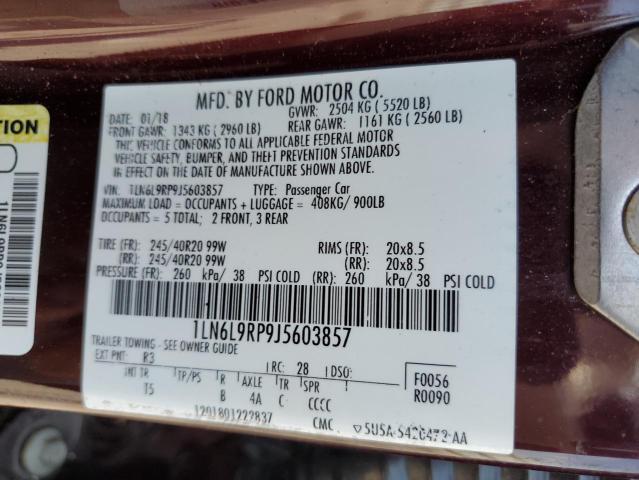 MFD. BY FORD MOTOR CO.
DATE: 01/18 GVWR: 2504 KG ( 5520 LB)
FRONT GAWR: 1343 KG ( 2960 LB) REAR GAWR: 1161 KG ( 2560 LB)
THIS VEHICLE CONFORMS TO ALL APPLICABLE FEDERAL MOTOR
VEHICLE SAFETY, BUMPER, AND THEFT PREVENTION STANDARDS
IN EFFECT ON THE DATE OF MANUFACTURE SHOWN ABOVE.
VIN: 1LN6L9RP9J5603857 TYPE: Passenger Car
MAXIMUM LOAD = OCCUPANTS + LUGGAGE = 408KG/ 900LB
OCCUPANTS = 5 TOTAL; 2 FRONT, 3 REAR
TIRE (FR): 245/40R20 99W RIMS (FR): 20x8.5
(RR): 245/40R20 99W (RR): 20x8.5
PRESSURE (FR): 260 kPa/ 38 PSI COLD (RR): 260 kPa/ 38 PSI COLD
1LN6L9RP9J5603857
TRAILER TOWING - SEE OWNER GUIDE
EXT PNT: R3 RC: 28 DSO: F0056
INT TR TP/PS R AXLE TR SPR R0090
T5 B 4A C CCCC
1201801222837 CMC
TION